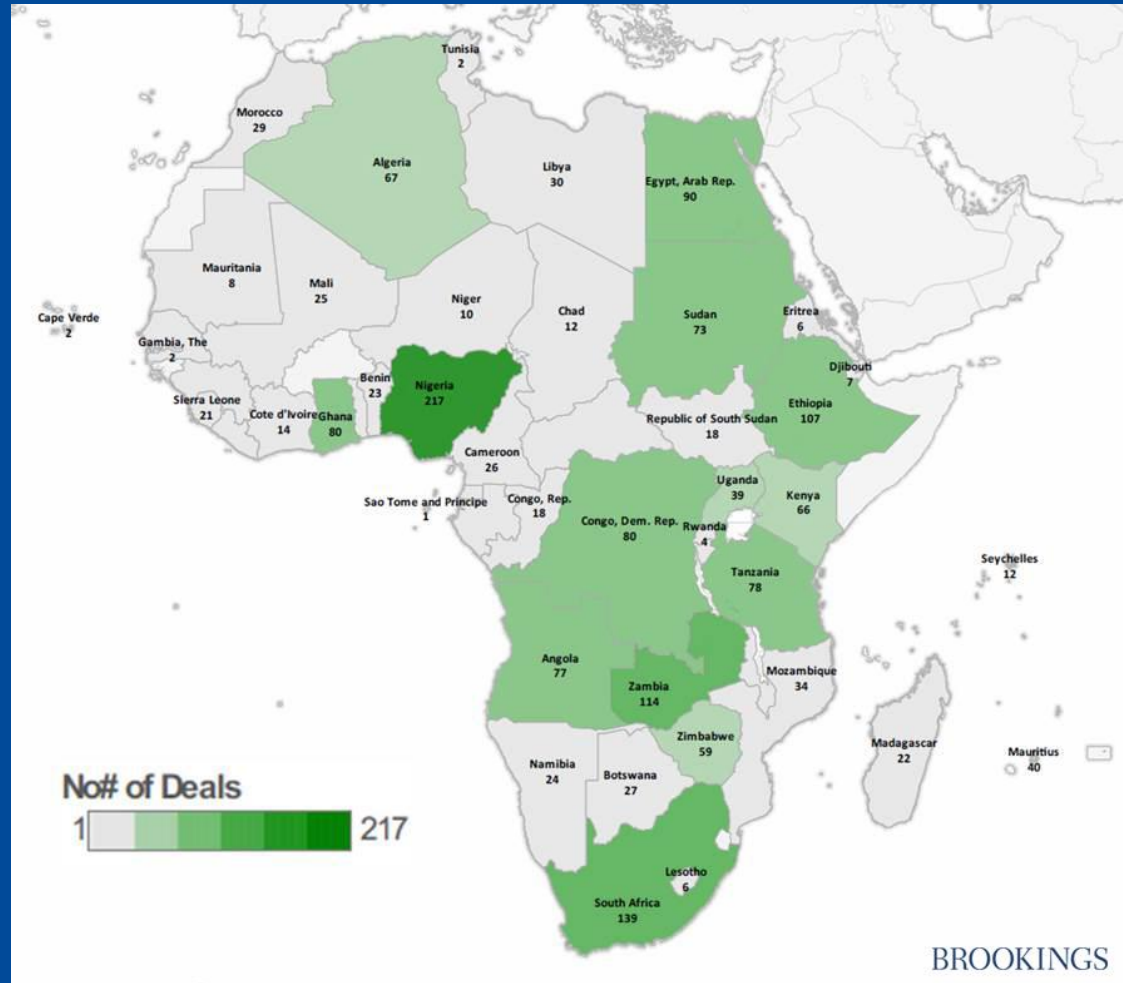 Tunisia
2
Morocco
29
Algeria
67
Libya
30
Egypt, Arab Rep.
90
Mauritania
8
Mali
25
Niger
10
Chad
12
Sudan
73
Eritrea
6
Cape Verde
2
Gambia, The
2
Djibouti
7
Sierra Leone
21
Cote d'Ivoire
14
Ghana
80
Benin
23
Nigeria
217
Ethiopia
107
Republic of South Sudan
18
Cameroon
26
Sao Tome and Principe
1
Congo, Rep.
18
Congo, Dem. Rep.
80
Uganda
39
Kenya
66
Rwanda
4
Tanzania
78
Seychelles
12
Angola
77
Zambia
114
Mozambique
34
Zimbabwe
59
Madagascar
22
Mauritius
40
Namibia
24
Botswana
27
Lesotho
6
South Africa
139
No# of Deals
1 217
BROOKINGS